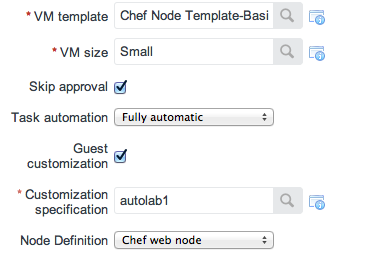 * VM template Chef Node Template-Basi
* VM size Small
Skip approval
Task automation Fully automatic
Guest
customization
* Customization
specification autolab1
Node Definition Chef web node